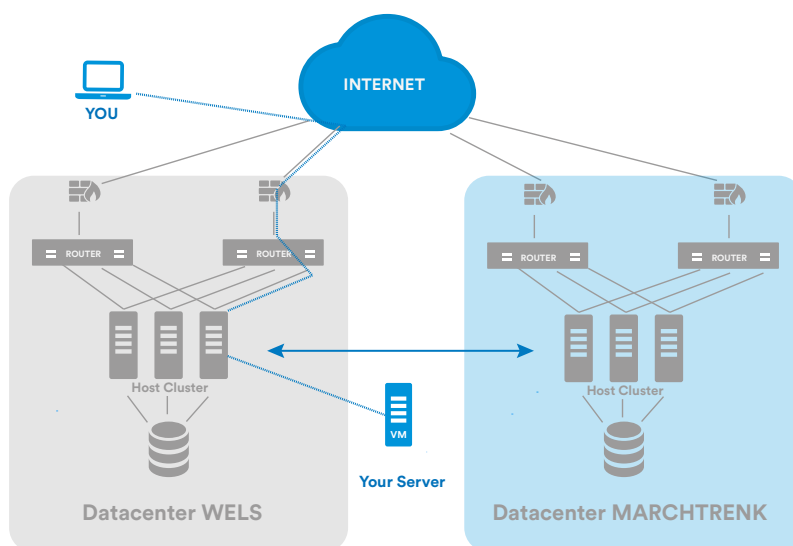 INTERNET
YOU
ROUTER
ROUTER
ROUTER
ROUTER
Host Cluster
Host Cluster
VM
Your Server
Datacenter WELS
Datacenter MARCHTRENK